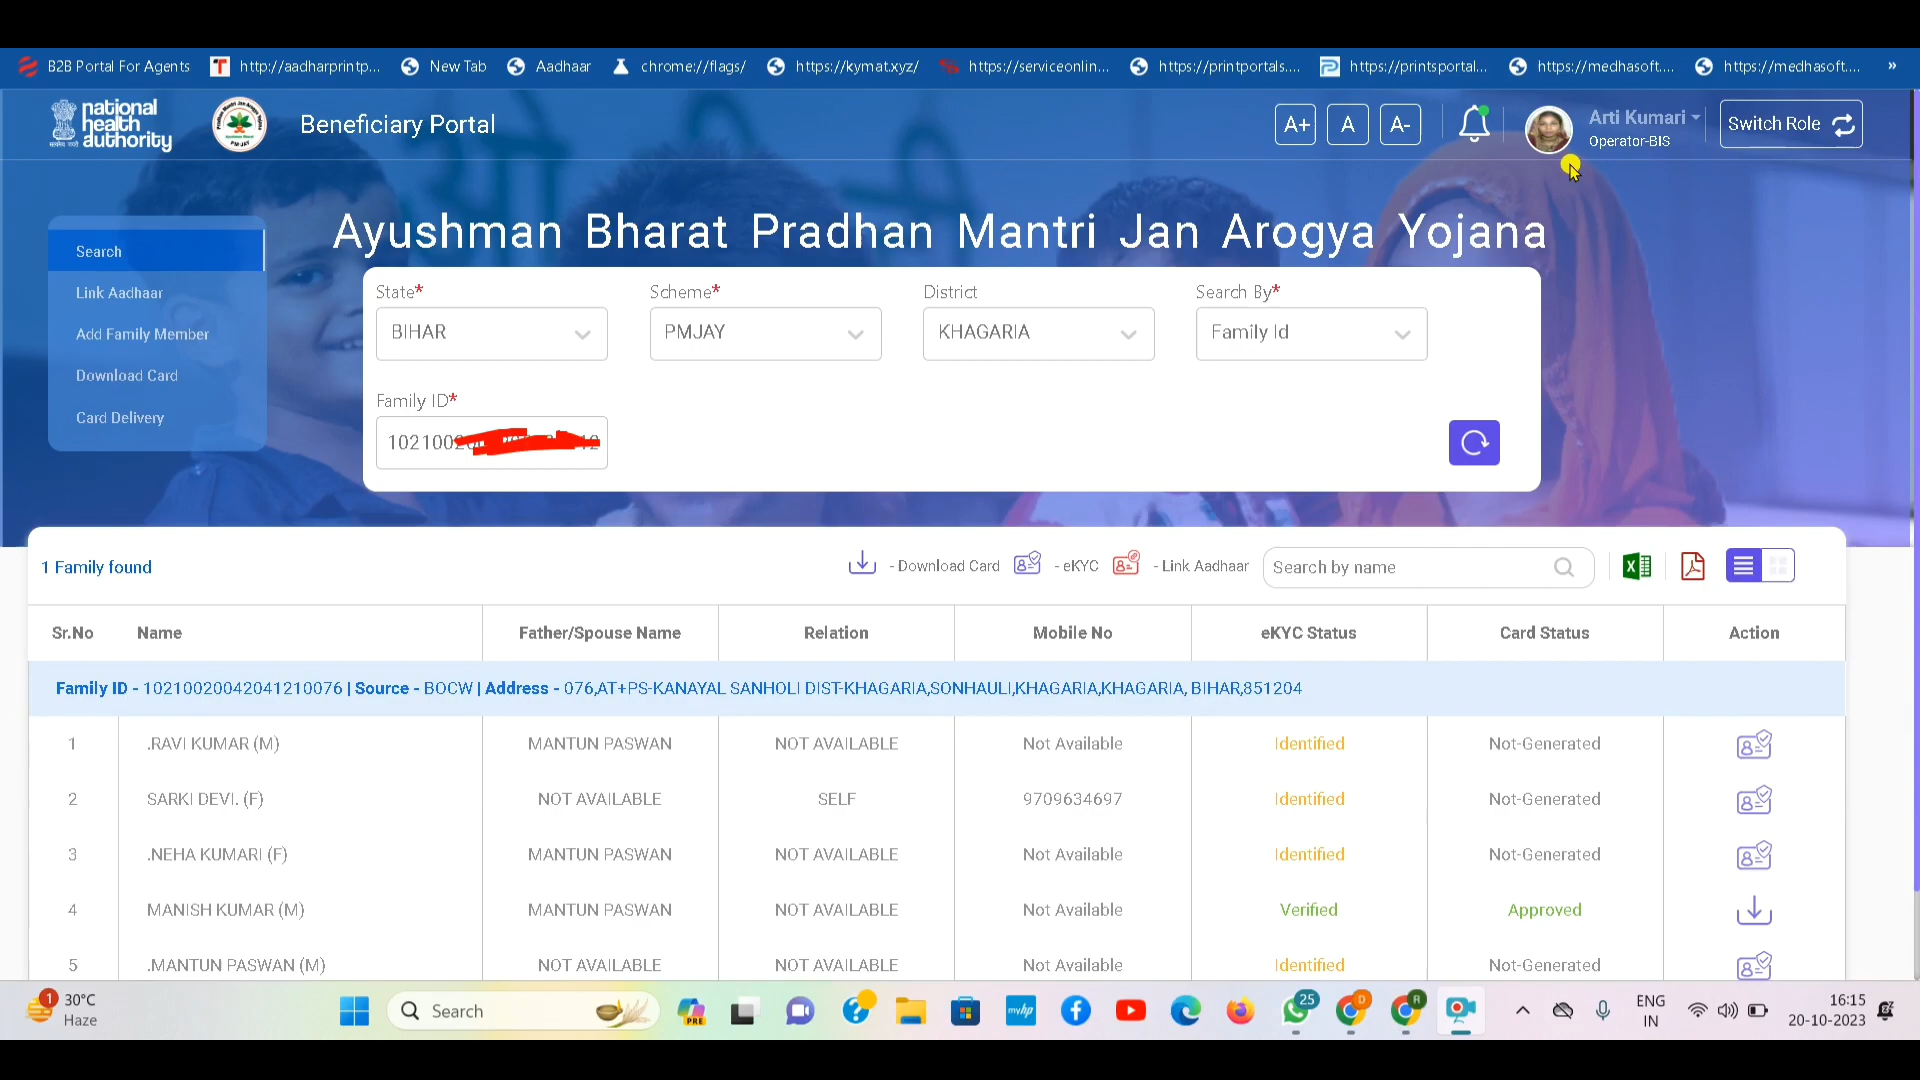 B2B Portal For Agents http://aadharprintp... New Tab Aadhaar chrome://flags/ https://kymat.xyz/ https://serviceonlin... https://printportals.... https://printsportal... https://medhasoft.... https://medhasoft.... »
national
health
authority
Beneficiary Portal
A+ A A-
Arti Kumari
Operator-BIS
Switch Role
Ayushman Bharat Pradhan Mantri Jan Arogya Yojana
Search
Link Aadhaar
Add Family Member
Download Card
Card Delivery
State* Scheme* District Search By*
BIHAR PMJAY KHAGARIA Family Id
Family ID*
102100
1 Family found
- Download Card - eKYC - Link Aadhaar Search by name
Sr.No Name Father/Spouse Name Relation Mobile No eKYC Status Card Status Action
Family ID - 10210020042041210076 | Source - BOCW | Address - 076,AT+PS-KANAYAL SANHOLI DIST-KHAGARIA,SONHAULI,KHAGARIA,KHAGARIA, BIHAR,851204
1 .RAVI KUMAR (M) MANTUN PASWAN NOT AVAILABLE Not Available Identified Not-Generated
2 SARKI DEVI. (F) NOT AVAILABLE SELF 9709634697 Identified Not-Generated
3 .NEHA KUMARI (F) MANTUN PASWAN NOT AVAILABLE Not Available Identified Not-Generated
4 MANISH KUMAR (M) MANTUN PASWAN NOT AVAILABLE Not Available Verified Approved
5 .MANTUN PASWAN (M) NOT AVAILABLE NOT AVAILABLE Not Available Identified Not-Generated
1 30°C
Haze
Search
PRE
myhp
25
D
R
ENG
IN
16:15
20-10-2023